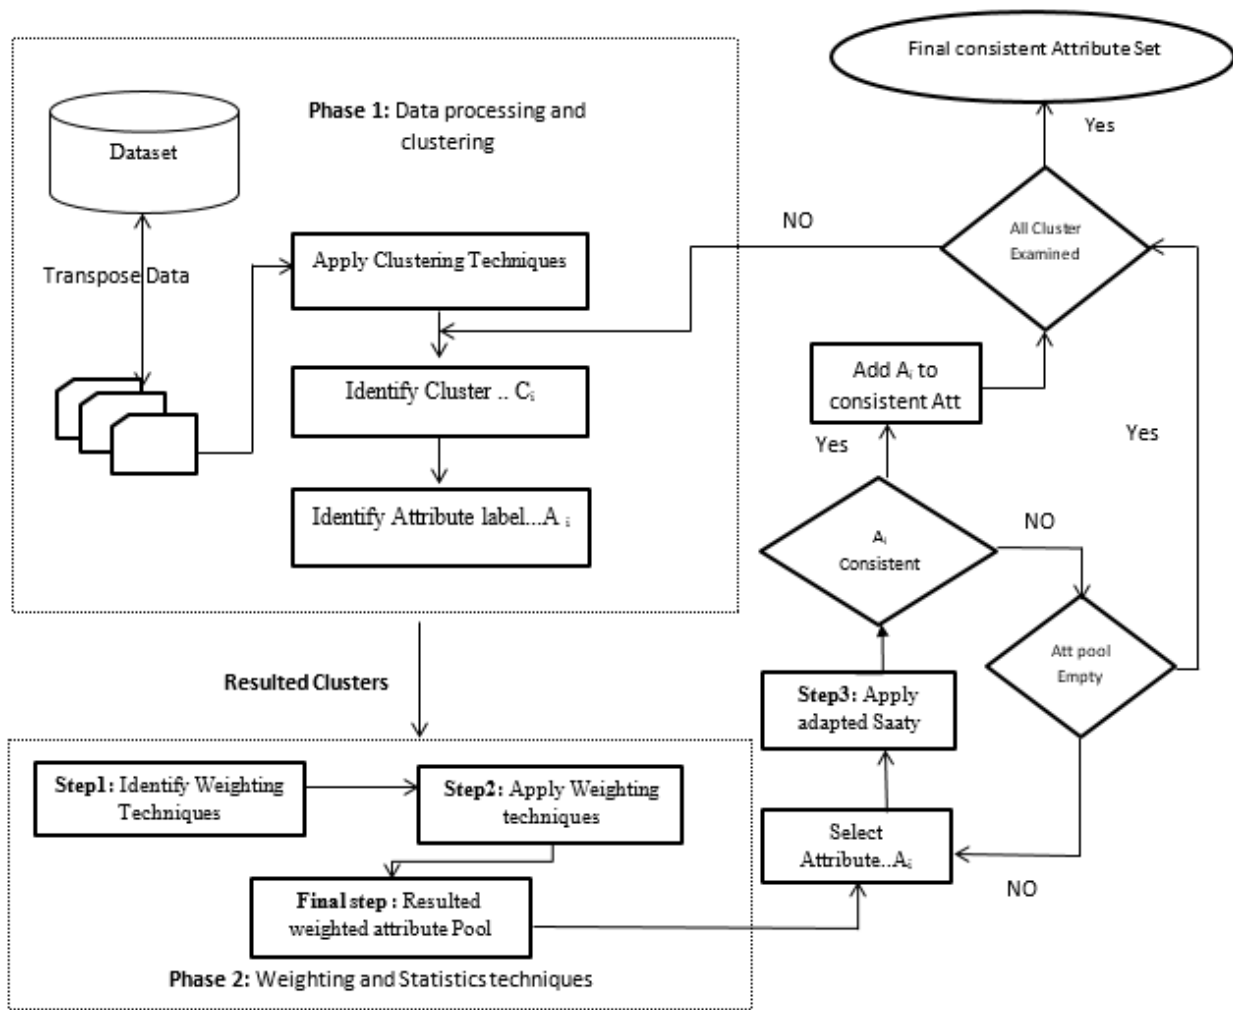 Phase 1: Data processing and
clustering
Dataset
Transpose Data
Apply Clustering Techniques
Identify Cluster .. Cᵢ
Identify Attribute label...A ᵢ
Resulted Clusters
Step1: Identify Weighting
Techniques
Step2: Apply Weighting
techniques
Final step : Resulted
weighted attribute Pool
Phase 2: Weighting and Statistics techniques
Final consistent Attribute Set
Yes
All Cluster
Examined
NO
Add Aᵢ to
consistent Att
Yes
Yes
Aᵢ
Consistent
NO
Att pool
Empty
Step3: Apply
adapted Saaty
Select
Attribute..Aᵢ
NO